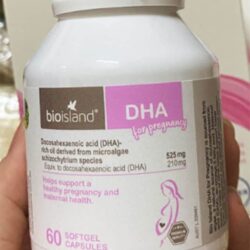 bioisland
DHA
for pregnancy
Docosahexaenoic acid (DHA)-
rich oil derived from microalgae
schizochytrium species 525 mg
Equiv. to docosahexaenoic acid (DHA) 210 mg
Helps support a
healthy pregnancy and
maternal health.
60 SOFTGEL
CAPSULES